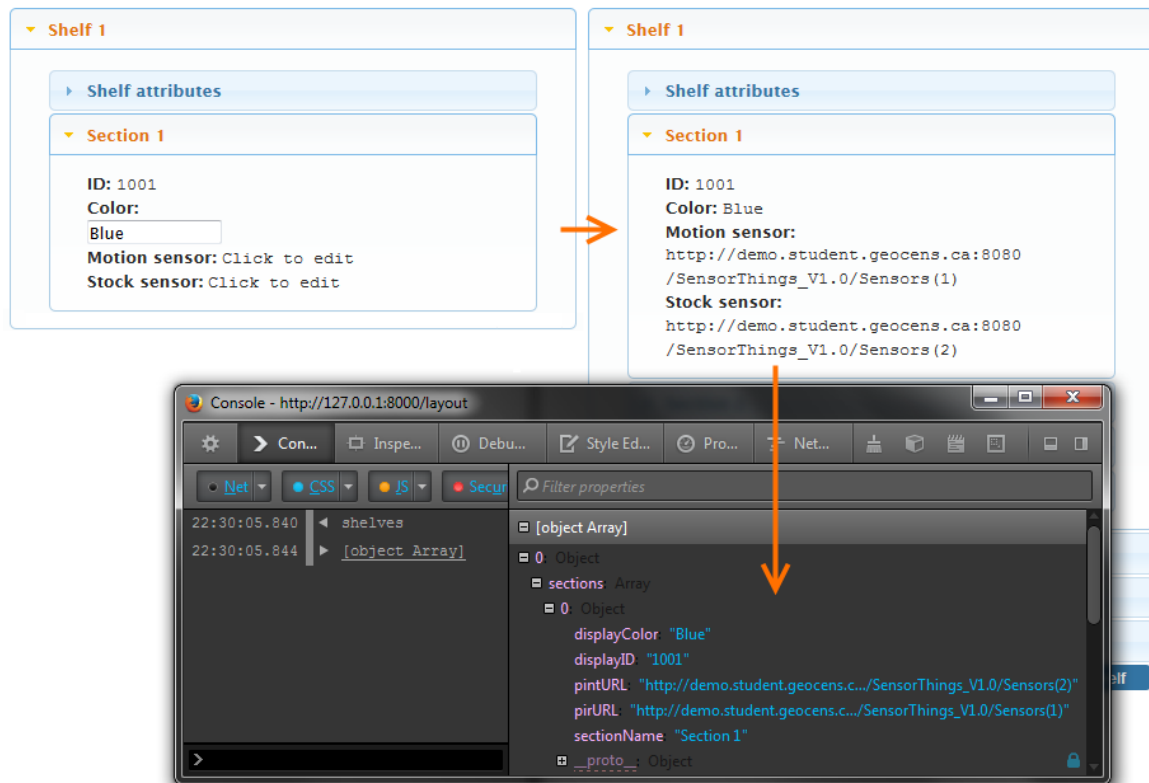 Shelf 1
Shelf attributes
Section 1
ID: 1001
Color:
Blue
Motion sensor: Click to edit
Stock sensor: Click to edit
Shelf 1
Shelf attributes
Section 1
ID: 1001
Color: Blue
Motion sensor:
http://demo.student.geocens.ca:8080
/SensorThings_V1.0/Sensors(1)
Stock sensor:
http://demo.student.geocens.ca:8080
/SensorThings_V1.0/Sensors(2)
elf
Console - http://127.0.0.1:8000/layout
Con... Inspe... Debu... Style Ed... Pro... Net...
Net CSS JS Secur Filter properties
22:30:05.840 shelves
22:30:05.844 [object Array]
[object Array]
0: Object
sections: Array
0: Object
displayColor: "Blue"
displayID: "1001"
pintURL: "http://demo.student.geocens.c.../SensorThings_V1.0/Sensors(2)"
pirURL: "http://demo.student.geocens.c.../SensorThings_V1.0/Sensors(1)"
sectionName: "Section 1"
__proto__: Object